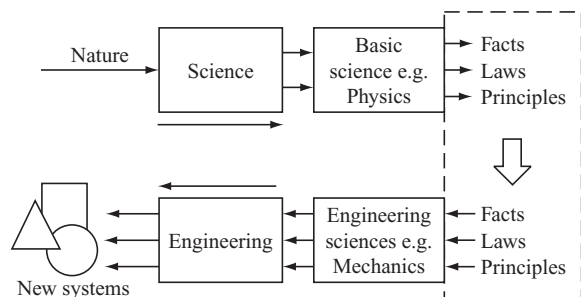 Nature
Science
Basic
science e.g.
Physics
Facts
Laws
Principles
New systems
Engineering
Engineering
sciences e.g.
Mechanics
Facts
Laws
Principles